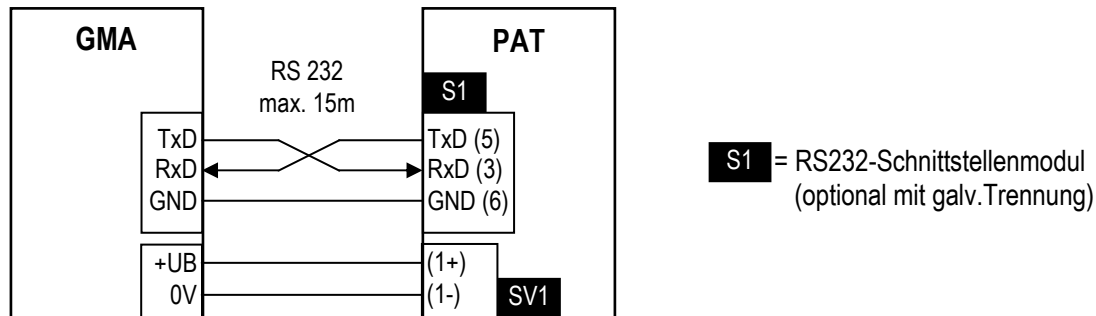 GMA
PAT
RS 232
max. 15m
S1
TxD
RxD
GND
TxD (5)
RxD (3)
GND (6)
S1 = RS232-Schnittstellenmodul
(optional mit galv.Trennung)
+UB
0V
(1+)
(1-)
SV1